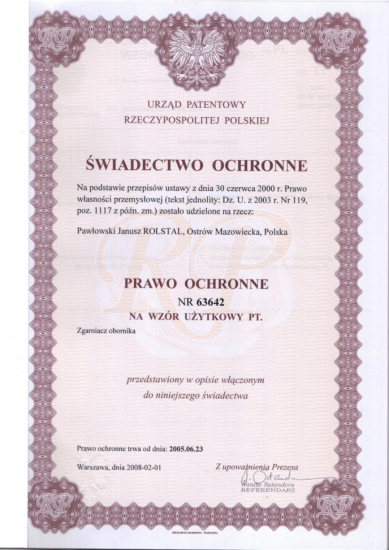 URZĄD PATENTOWY
RZECZYPOSPOLITEJ POLSKIEJ
ŚWIADECTWO OCHRONNE
Na podstawie przepisów ustawy z dnia 30 czerwca 2000 r. Prawo
własności przemysłowej (tekst jednolity: Dz. U. z 2003 r. Nr 119,
poz. 1117 z późn. zm.) zostało udzielone na rzecz:
Pawłowski Janusz ROLSTAL, Ostrów Mazowiecka, Polska
PRAWO OCHRONNE
NR 63642
NA WZÓR UŻYTKOWY PT.
Zgarniacz obornika
przedstawiony w opisie włączonym
do niniejszego świadectwa
Prawo ochronne trwa od dnia: 2005.06.23
Warszawa, dnia 2008-02-01
Z upoważnienia Prezesa
REFERENDARZ